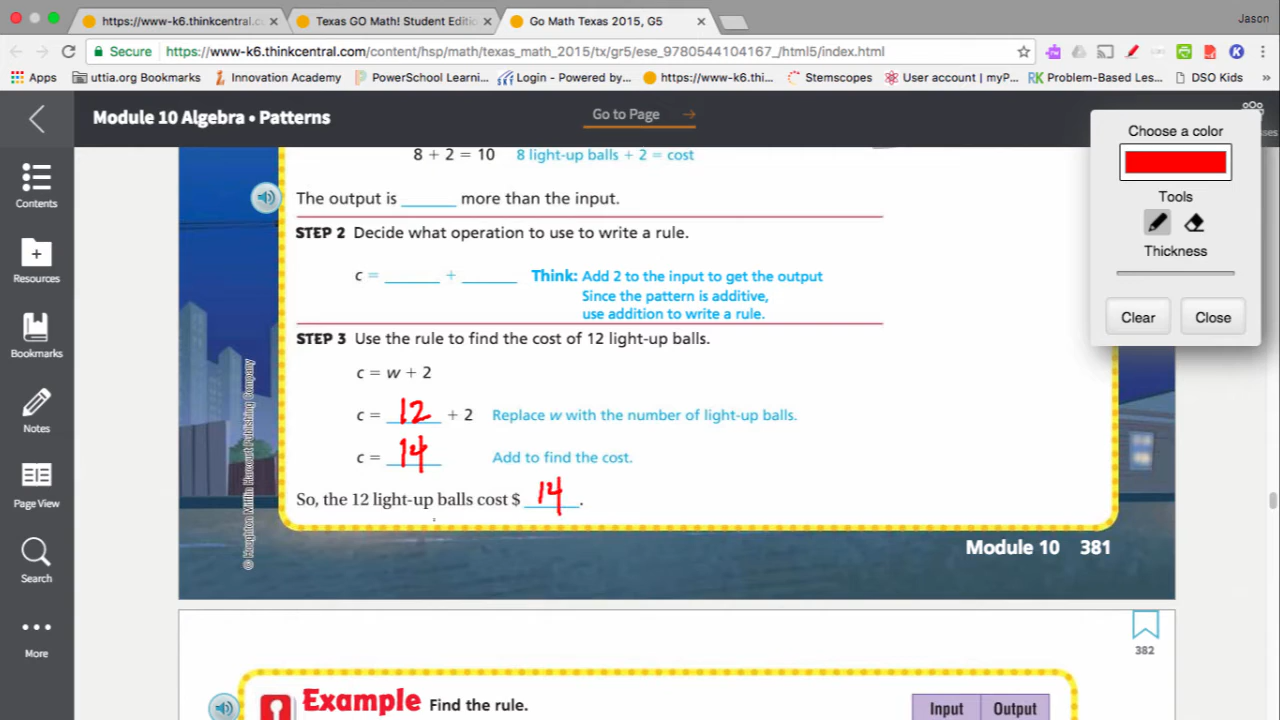 Jason
https://www-k6.thinkcentral.c
Texas GO Math! Student Editi
Go Math Texas 2015, G5
Secure https://www-k6.thinkcentral.com/content/hsp/math/texas_math_2015/tx/gr5/ese_9780544104167_/html5/index.html
Apps uttia.org Bookmarks Innovation Academy PowerSchool Learni... Login - Powered by... https://www-k6.thi... Stemscopes User account | myP... Problem-Based Les... DSO Kids »
Module 10 Algebra • Patterns
Go to Page
Contents
Resources
Bookmarks
Notes
Page View
Search
More
Choose a color
Tools
Thickness
Clear Close
8 + 2 = 10 8 light-up balls + 2 = cost
The output is ______ more than the input.
STEP 2 Decide what operation to use to write a rule.
c = ______ + ______ Think: Add 2 to the input to get the output
Since the pattern is additive,
use addition to write a rule.
STEP 3 Use the rule to find the cost of 12 light-up balls.
c = w + 2
c = 12 + 2 Replace w with the number of light-up balls.
c = 14 Add to find the cost.
So, the 12 light-up balls cost $ 14.
© Houghton Mifflin Harcourt Publishing Company
Module 10 381
382
Example Find the rule.
Input Output